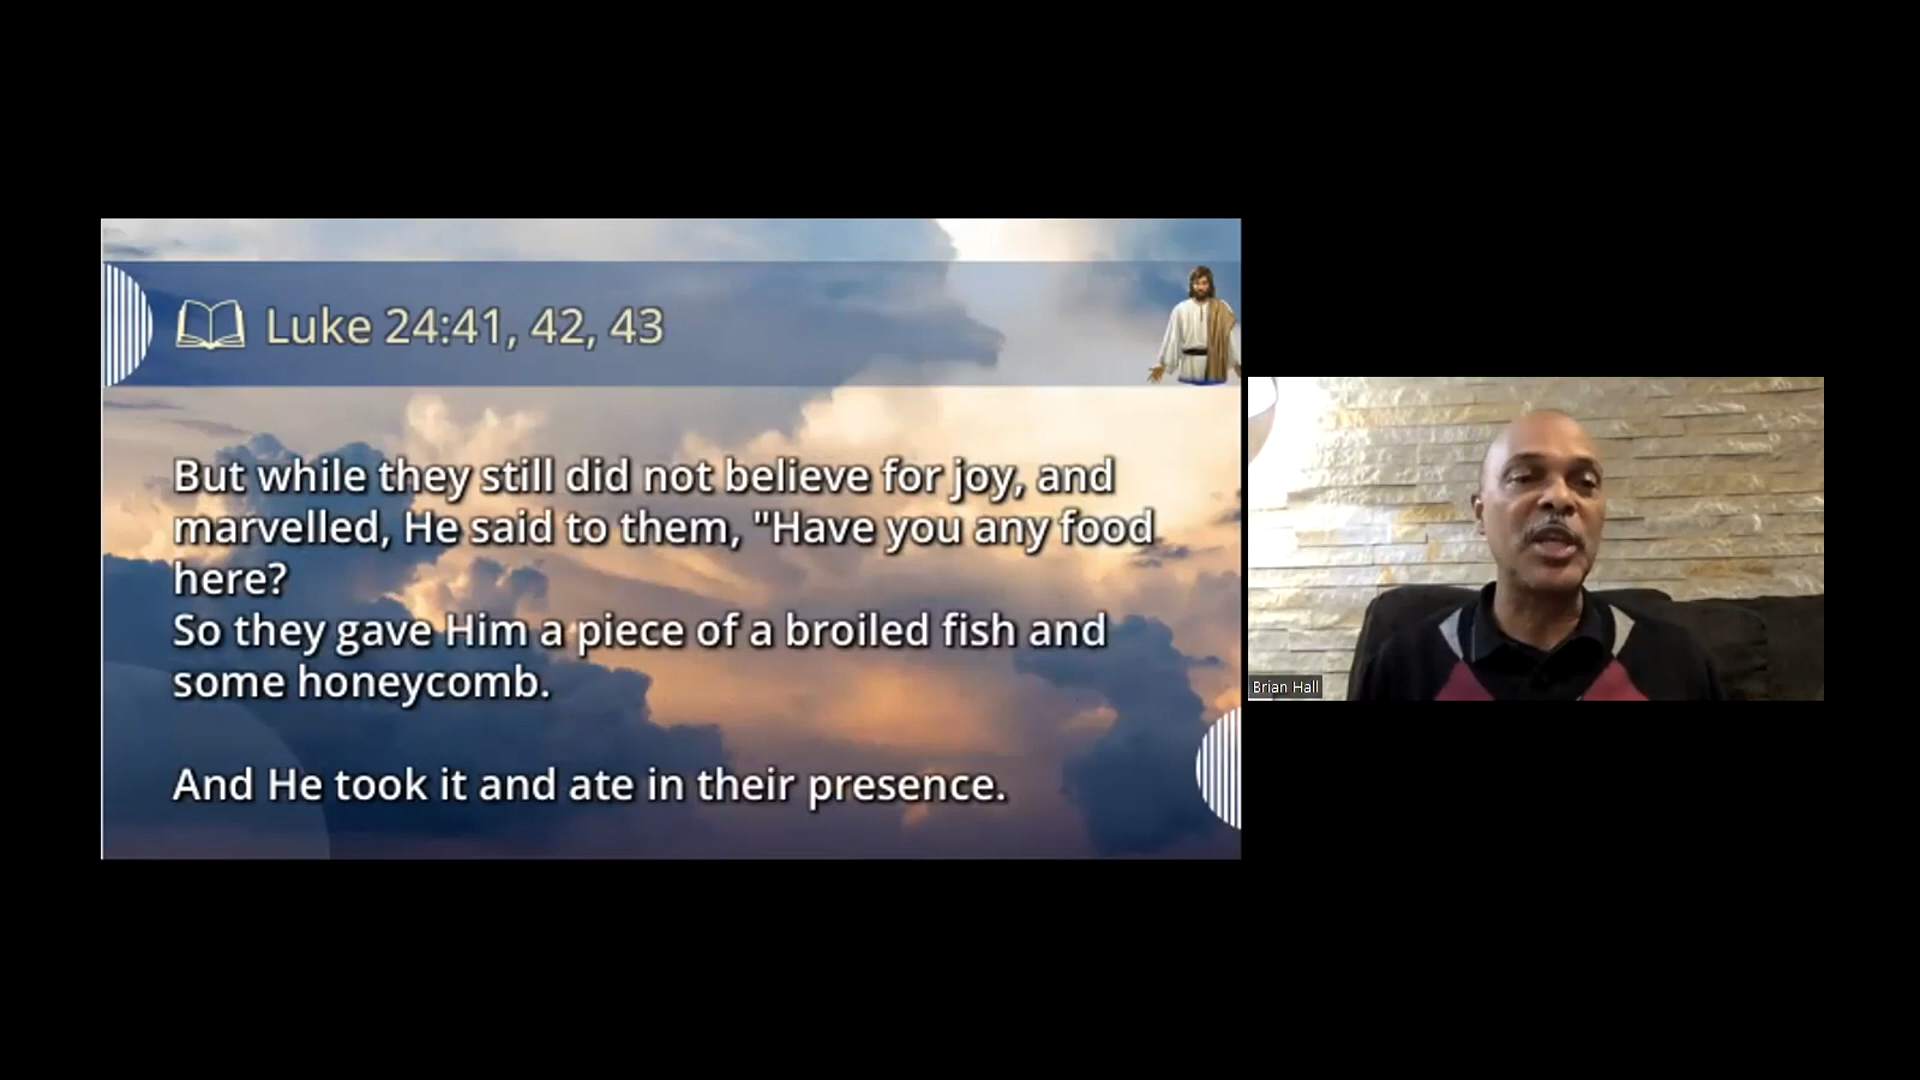 Luke 24:41, 42, 43
But while they still did not believe for joy, and
marvelled, He said to them, "Have you any food
here?
So they gave Him a piece of a broiled fish and
some honeycomb.
And He took it and ate in their presence.
Brian Hall